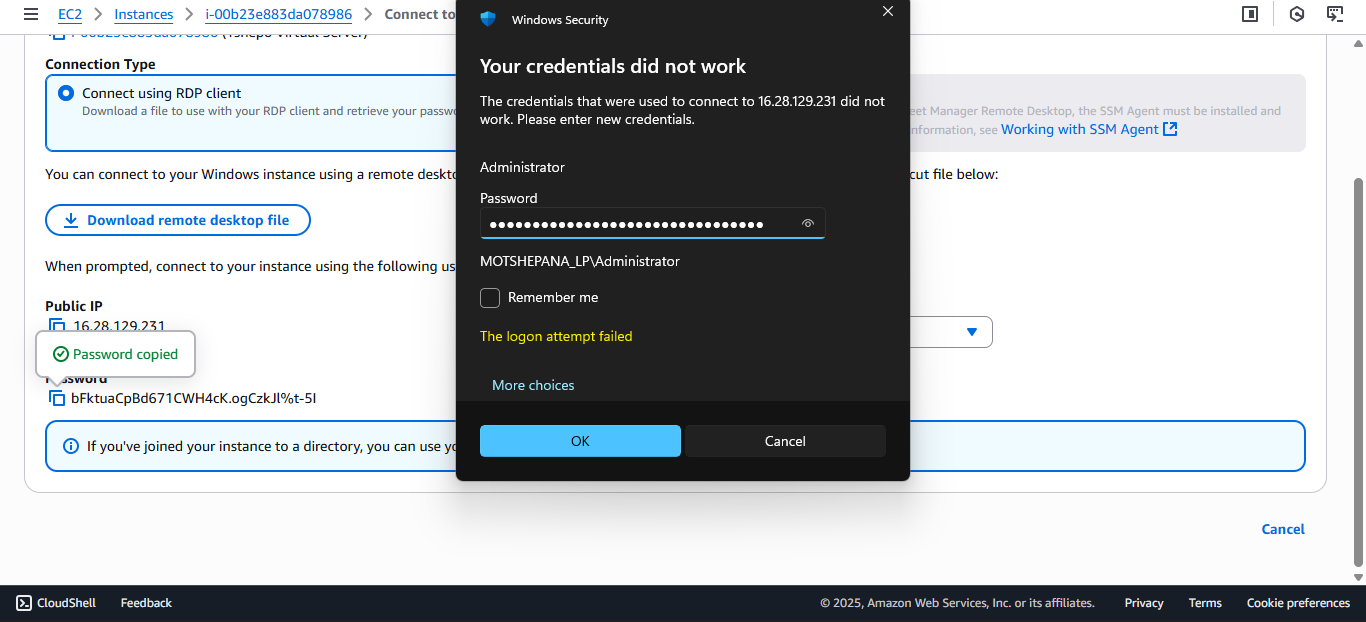 EC2 > Instances > i-00b23e883da078986 > Connect to
Connection Type
Connect using RDP client
Download a file to use with your RDP client and retrieve your passw
eet Manager Remote Desktop, the SSM Agent must be installed and
nformation, see Working with SSM Agent
You can connect to your Windows instance using a remote deskto
cut file below:
Download remote desktop file
When prompted, connect to your instance using the following us
Public IP
16.28.129.231
Password copied
Password
bFktuaCpBd671CWH4cK.ogCzkJl%t-5I
If you've joined your instance to a directory, you can use yo
Cancel
Windows Security
Your credentials did not work
The credentials that were used to connect to 16.28.129.231 did not
work. Please enter new credentials.
Administrator
Password
●●●●●●●●●●●●●●●●●●●●●●●●●●●●●●●●
MOTSHEPANA_LP\Administrator
Remember me
The logon attempt failed
More choices
OK
Cancel
CloudShell
Feedback
© 2025, Amazon Web Services, Inc. or its affiliates.
Privacy
Terms
Cookie preferences